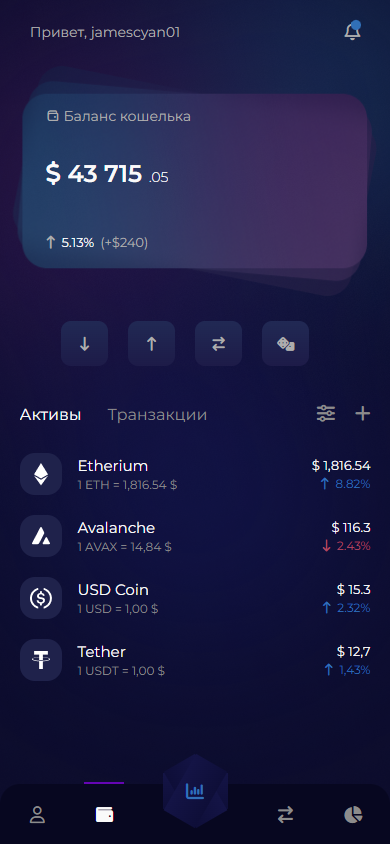 Привет, jamescyan01
Баланс кошелька
$ 43 715 .05
↑ 5.13% (+$240)
Активы Транзакции
Etherium $ 1,816.54
1 ETH = 1,816.54 $ ↑ 8.82%
Avalanche $ 116.3
1 AVAX = 14,84 $ ↓ 2.43%
USD Coin $ 15.3
1 USD = 1,00 $ ↑ 2.32%
Tether $ 12,7
1 USDT = 1,00 $ ↑ 1,43%